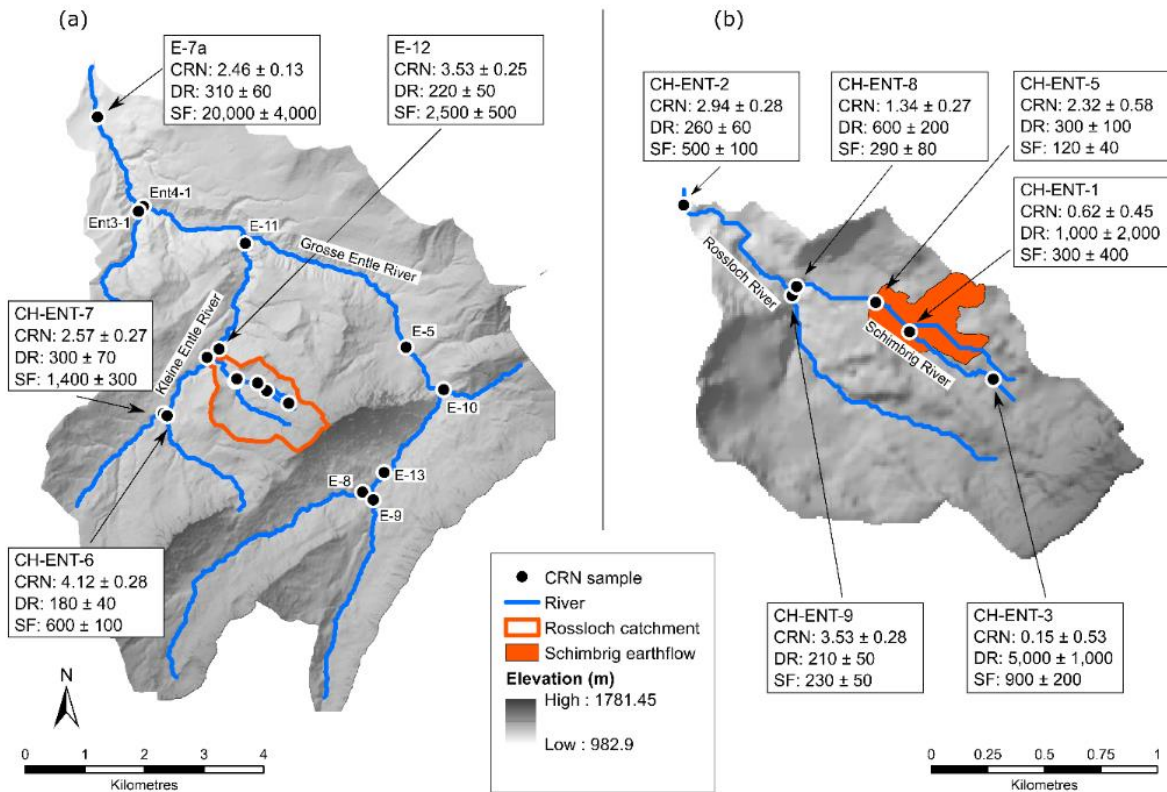 (a)
E-7a
CRN: 2.46 ± 0.13
DR: 310 ± 60
SF: 20,000 ± 4,000
E-12
CRN: 3.53 ± 0.25
DR: 220 ± 50
SF: 2,500 ± 500
Ent4-1
Ent3-1
E-11
Grosse Entle River
CH-ENT-7
CRN: 2.57 ± 0.27
DR: 300 ± 70
SF: 1,400 ± 300
Kleine Entle River
E-5
E-10
E-13
E-8
E-9
CH-ENT-6
CRN: 4.12 ± 0.28
DR: 180 ± 40
SF: 600 ± 100
N
0 1 2 3 4
Kilometres
CRN sample
River
Rossloch catchment
Schimbrig earthflow
Elevation (m)
High : 1781.45
Low : 982.9
(b)
CH-ENT-2
CRN: 2.94 ± 0.28
DR: 260 ± 60
SF: 500 ± 100
CH-ENT-8
CRN: 1.34 ± 0.27
DR: 600 ± 200
SF: 290 ± 80
CH-ENT-5
CRN: 2.32 ± 0.58
DR: 300 ± 100
SF: 120 ± 40
CH-ENT-1
CRN: 0.62 ± 0.45
DR: 1,000 ± 2,000
SF: 300 ± 400
Rossloch River
Schimbrig River
CH-ENT-9
CRN: 3.53 ± 0.28
DR: 210 ± 50
SF: 230 ± 50
CH-ENT-3
CRN: 0.15 ± 0.53
DR: 5,000 ± 1,000
SF: 900 ± 200
0 0.25 0.5 0.75 1
Kilometres